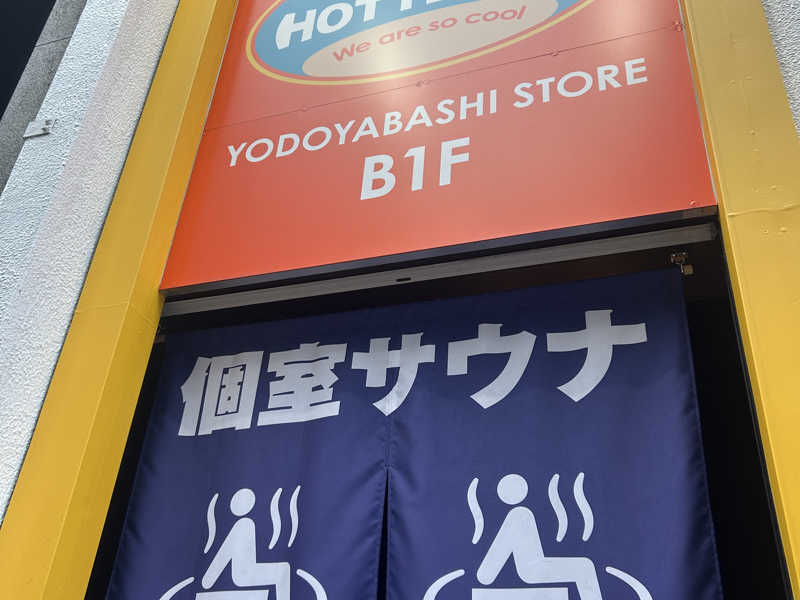 We are so cool
YODOYABASHI STORE
B1F
個室サウナ